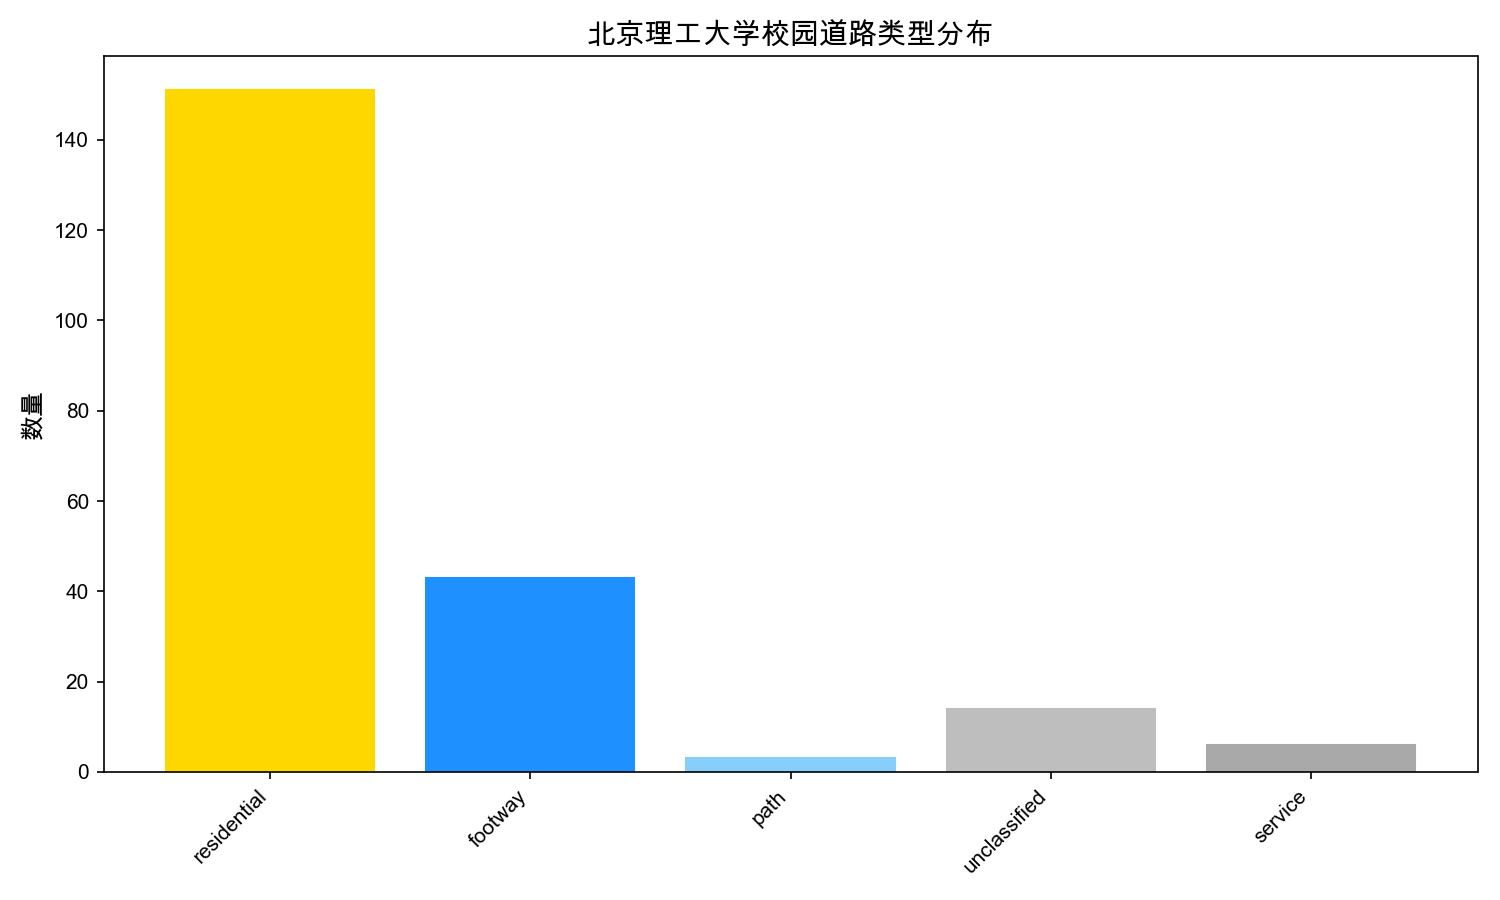 北京理工大学校园道路类型分布
数量
140
120
100
80
60
40
20
0
residential
footway
path
unclassified
service